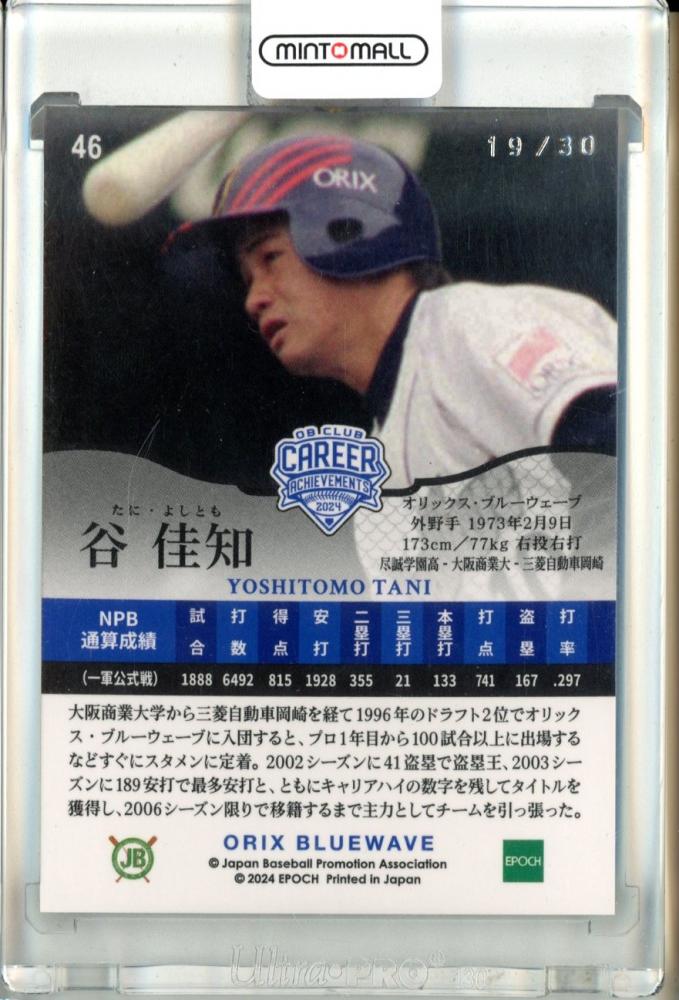 MINTOMALL
46
19/30
ORIX
ORIX
OB CLUB
CAREER
ACHIEVEMENTS
2024
たに・よしとも
谷 佳知
オリックス・ブルーウェーブ
外野手 1973年2月9日
173cm／77kg 右投右打
尽誠学園高-大阪商業大-三菱自動車岡崎
YOSHITOMO TANI
NPB 通算成績 試合 打数 得点 安打 二塁打 三塁打 本塁打 打点 盗塁 打率
(一軍公式戦) 1888 6492 815 1928 355 21 133 741 167 .297
大阪商業大学から三菱自動車岡崎を経て1996年のドラフト2位でオリック
ス・ブルーウェーブに入団すると、プロ1年目から100試合以上に出場する
などすぐにスタメンに定着。2002シーズンに41盗塁で盗塁王、2003シー
ズンに189安打で最多安打と、ともにキャリアハイの数字を残してタイトルを
獲得し、2006シーズン限りで移籍するまで主力としてチームを引っ張った。
JB
ORIX BLUEWAVE
© Japan Baseball Promotion Association
© 2024 EPOCH Printed in Japan
EPOCH
Ultra PRO® 130